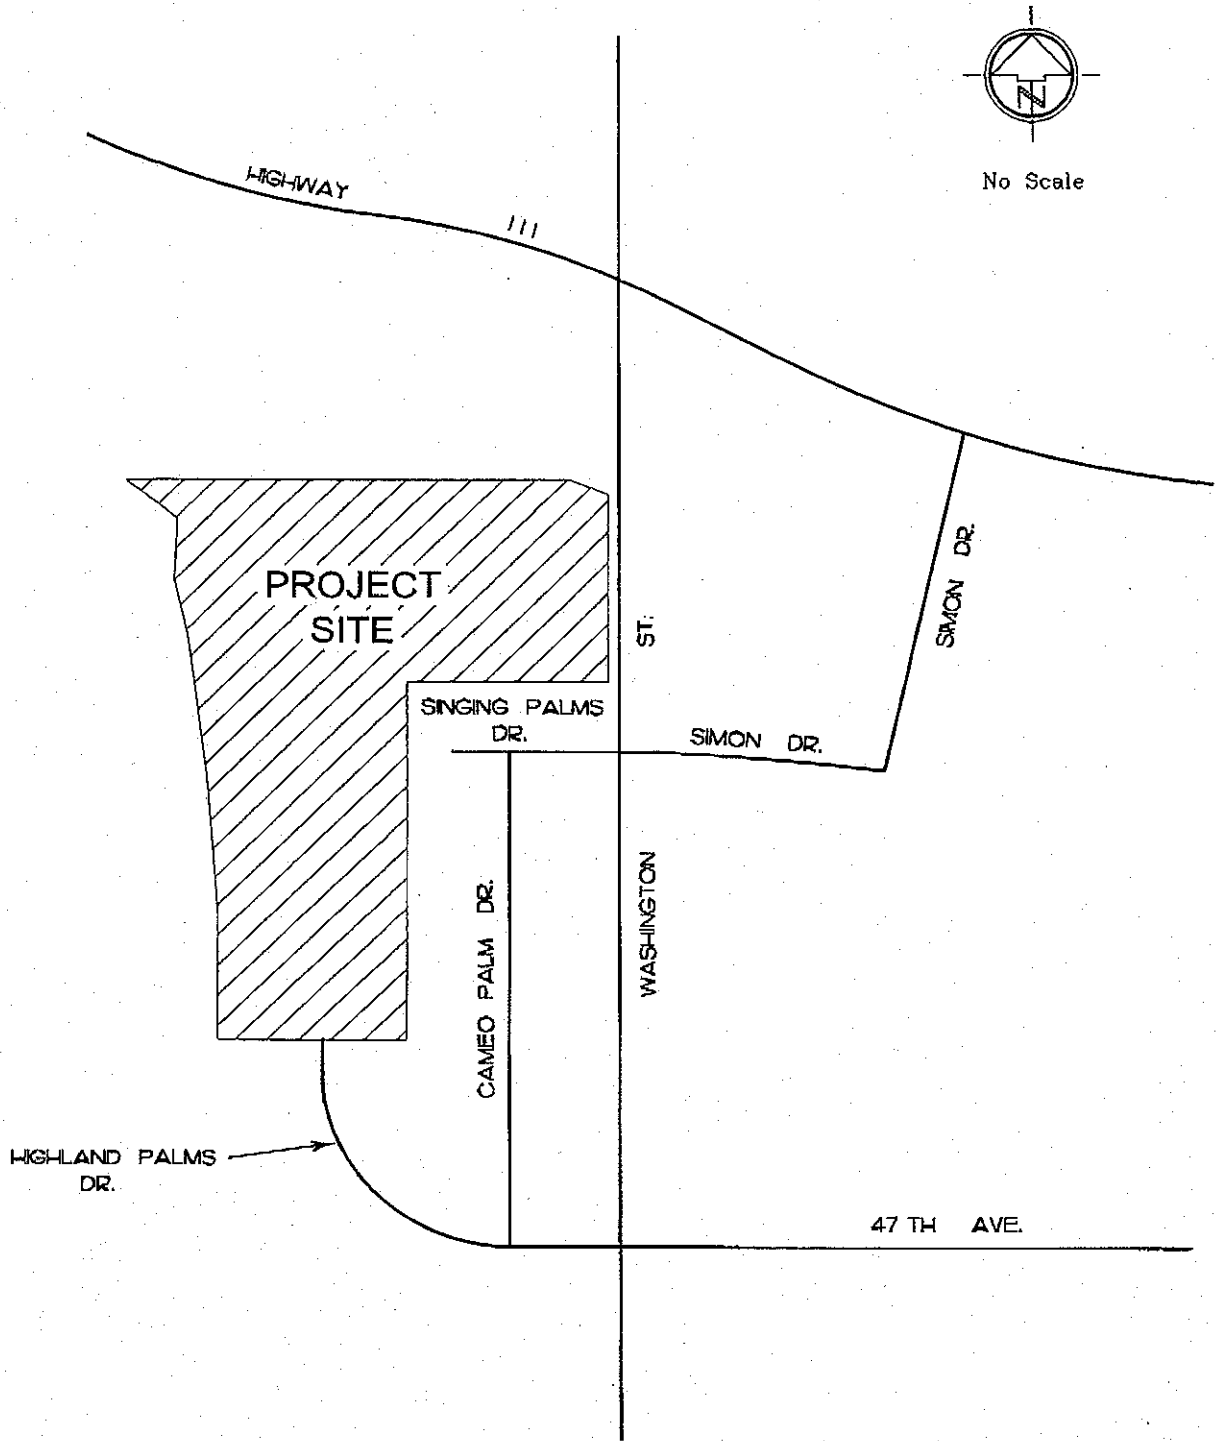 N
No Scale
HIGHWAY
111
PROJECT
SITE
SIMON DR.
ST.
SINGING PALMS
DR.
SIMON DR.
WASHINGTON
CAMEO PALM DR.
HIGHLAND PALMS
DR.
47 TH AVE.